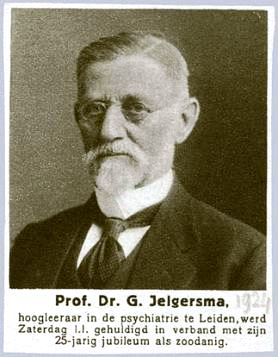 Prof. Dr. G. Jelgersma,
1924
hoogleeraar in de psychiatrie te Leiden, werd
Zaterdag l.l. gehuldigd in verband met zijn
25-jarig jubileum als zoodanig.